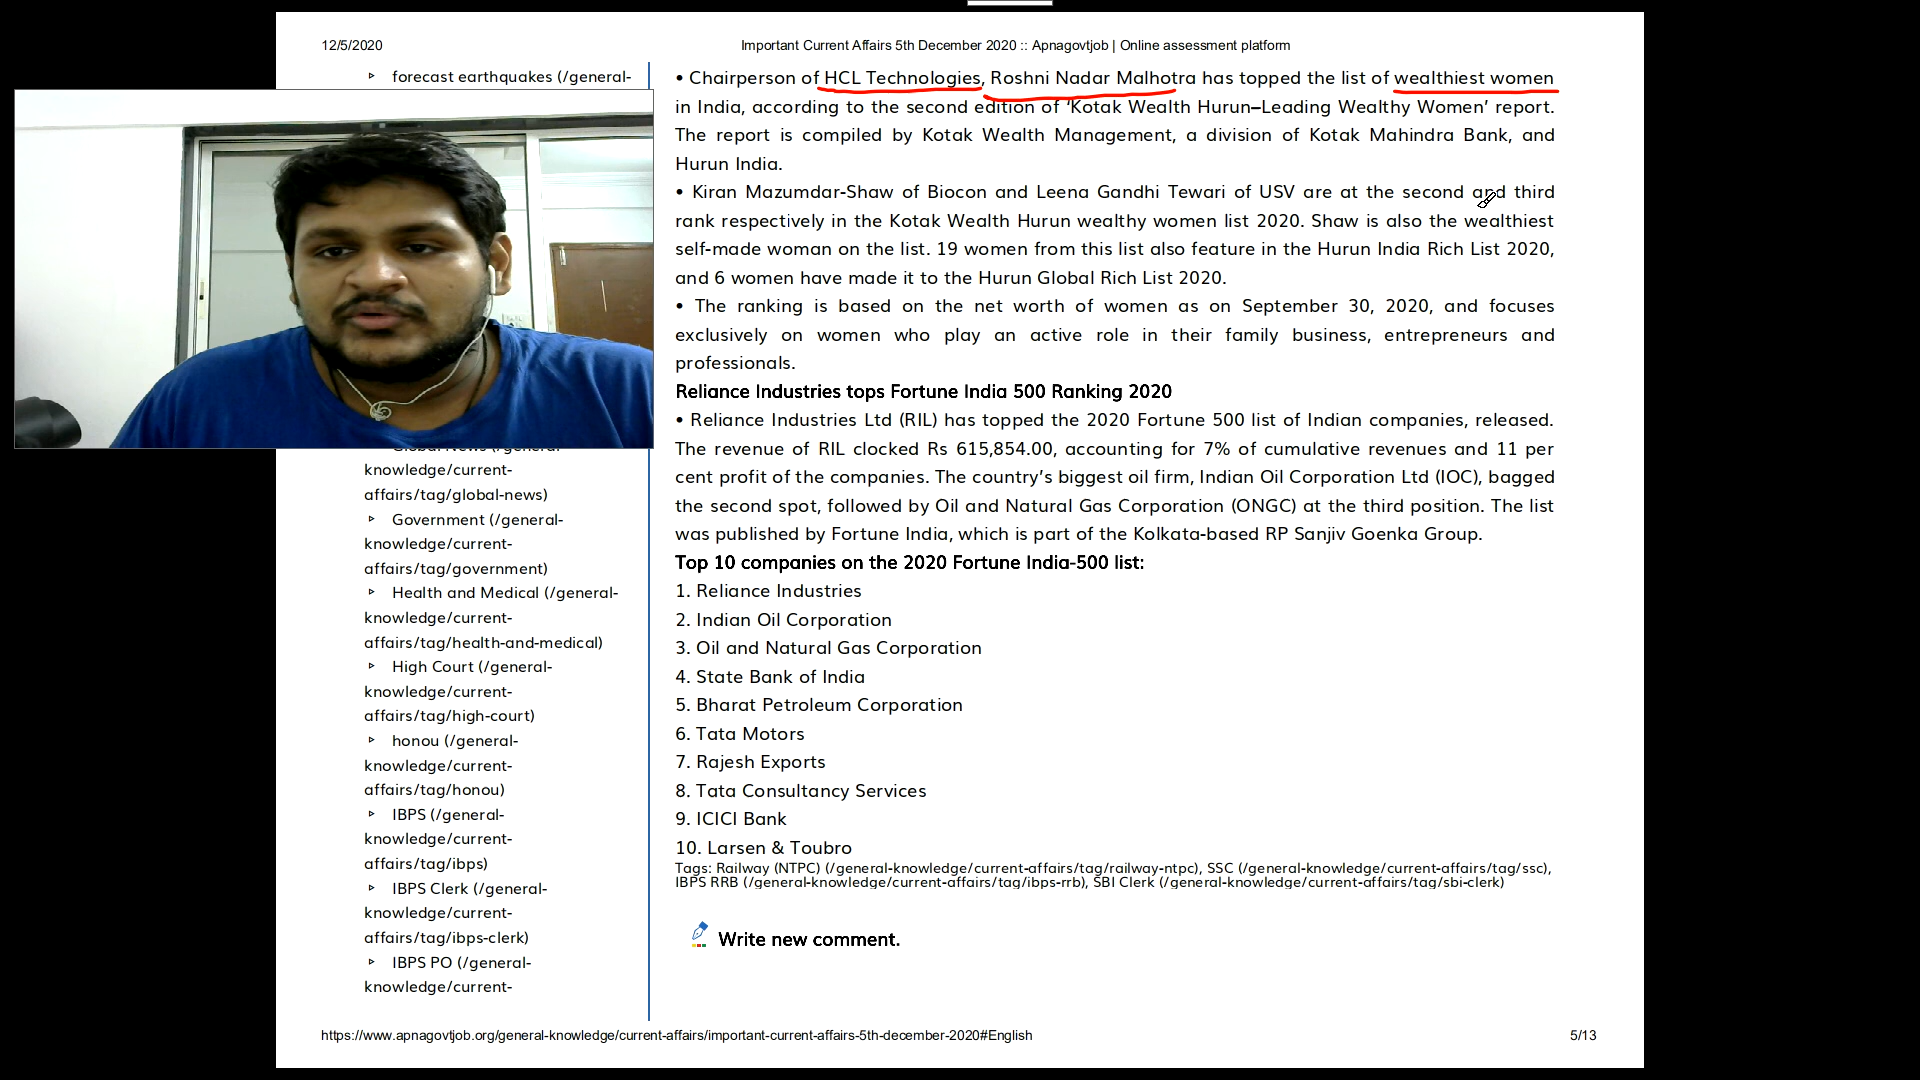 12/5/2020
Important Current Affairs 5th December 2020 :: Apnagovtjob | Online assessment platform
forecast earthquakes (/general-
knowledge/current-
affairs/tag/global-news)
Government (/general-
knowledge/current-
affairs/tag/government)
Health and Medical (/general-
knowledge/current-
affairs/tag/health-and-medical)
High Court (/general-
knowledge/current-
affairs/tag/high-court)
honou (/general-
knowledge/current-
affairs/tag/honou)
IBPS (/general-
knowledge/current-
affairs/tag/ibps)
IBPS Clerk (/general-
knowledge/current-
affairs/tag/ibps-clerk)
IBPS PO (/general-
knowledge/current-
• Chairperson of HCL Technologies, Roshni Nadar Malhotra has topped the list of wealthiest women
in India, according to the second edition of ‘Kotak Wealth Hurun–Leading Wealthy Women’ report.
The report is compiled by Kotak Wealth Management, a division of Kotak Mahindra Bank, and
Hurun India.
• Kiran Mazumdar-Shaw of Biocon and Leena Gandhi Tewari of USV are at the second and third
rank respectively in the Kotak Wealth Hurun wealthy women list 2020. Shaw is also the wealthiest
self-made woman on the list. 19 women from this list also feature in the Hurun India Rich List 2020,
and 6 women have made it to the Hurun Global Rich List 2020.
• The ranking is based on the net worth of women as on September 30, 2020, and focuses
exclusively on women who play an active role in their family business, entrepreneurs and
professionals.
Reliance Industries tops Fortune India 500 Ranking 2020
• Reliance Industries Ltd (RIL) has topped the 2020 Fortune 500 list of Indian companies, released.
The revenue of RIL clocked Rs 615,854.00, accounting for 7% of cumulative revenues and 11 per
cent profit of the companies. The country’s biggest oil firm, Indian Oil Corporation Ltd (IOC), bagged
the second spot, followed by Oil and Natural Gas Corporation (ONGC) at the third position. The list
was published by Fortune India, which is part of the Kolkata-based RP Sanjiv Goenka Group.
Top 10 companies on the 2020 Fortune India-500 list:
1. Reliance Industries
2. Indian Oil Corporation
3. Oil and Natural Gas Corporation
4. State Bank of India
5. Bharat Petroleum Corporation
6. Tata Motors
7. Rajesh Exports
8. Tata Consultancy Services
9. ICICI Bank
10. Larsen & Toubro
Tags: Railway (NTPC) (/general-knowledge/current-affairs/tag/railway-ntpc), SSC (/general-knowledge/current-affairs/tag/ssc),
IBPS RRB (/general-knowledge/current-affairs/tag/ibps-rrb), SBI Clerk (/general-knowledge/current-affairs/tag/sbi-clerk)
Write new comment.
https://www.apnagovtjob.org/general-knowledge/current-affairs/important-current-affairs-5th-december-2020#English
5/13